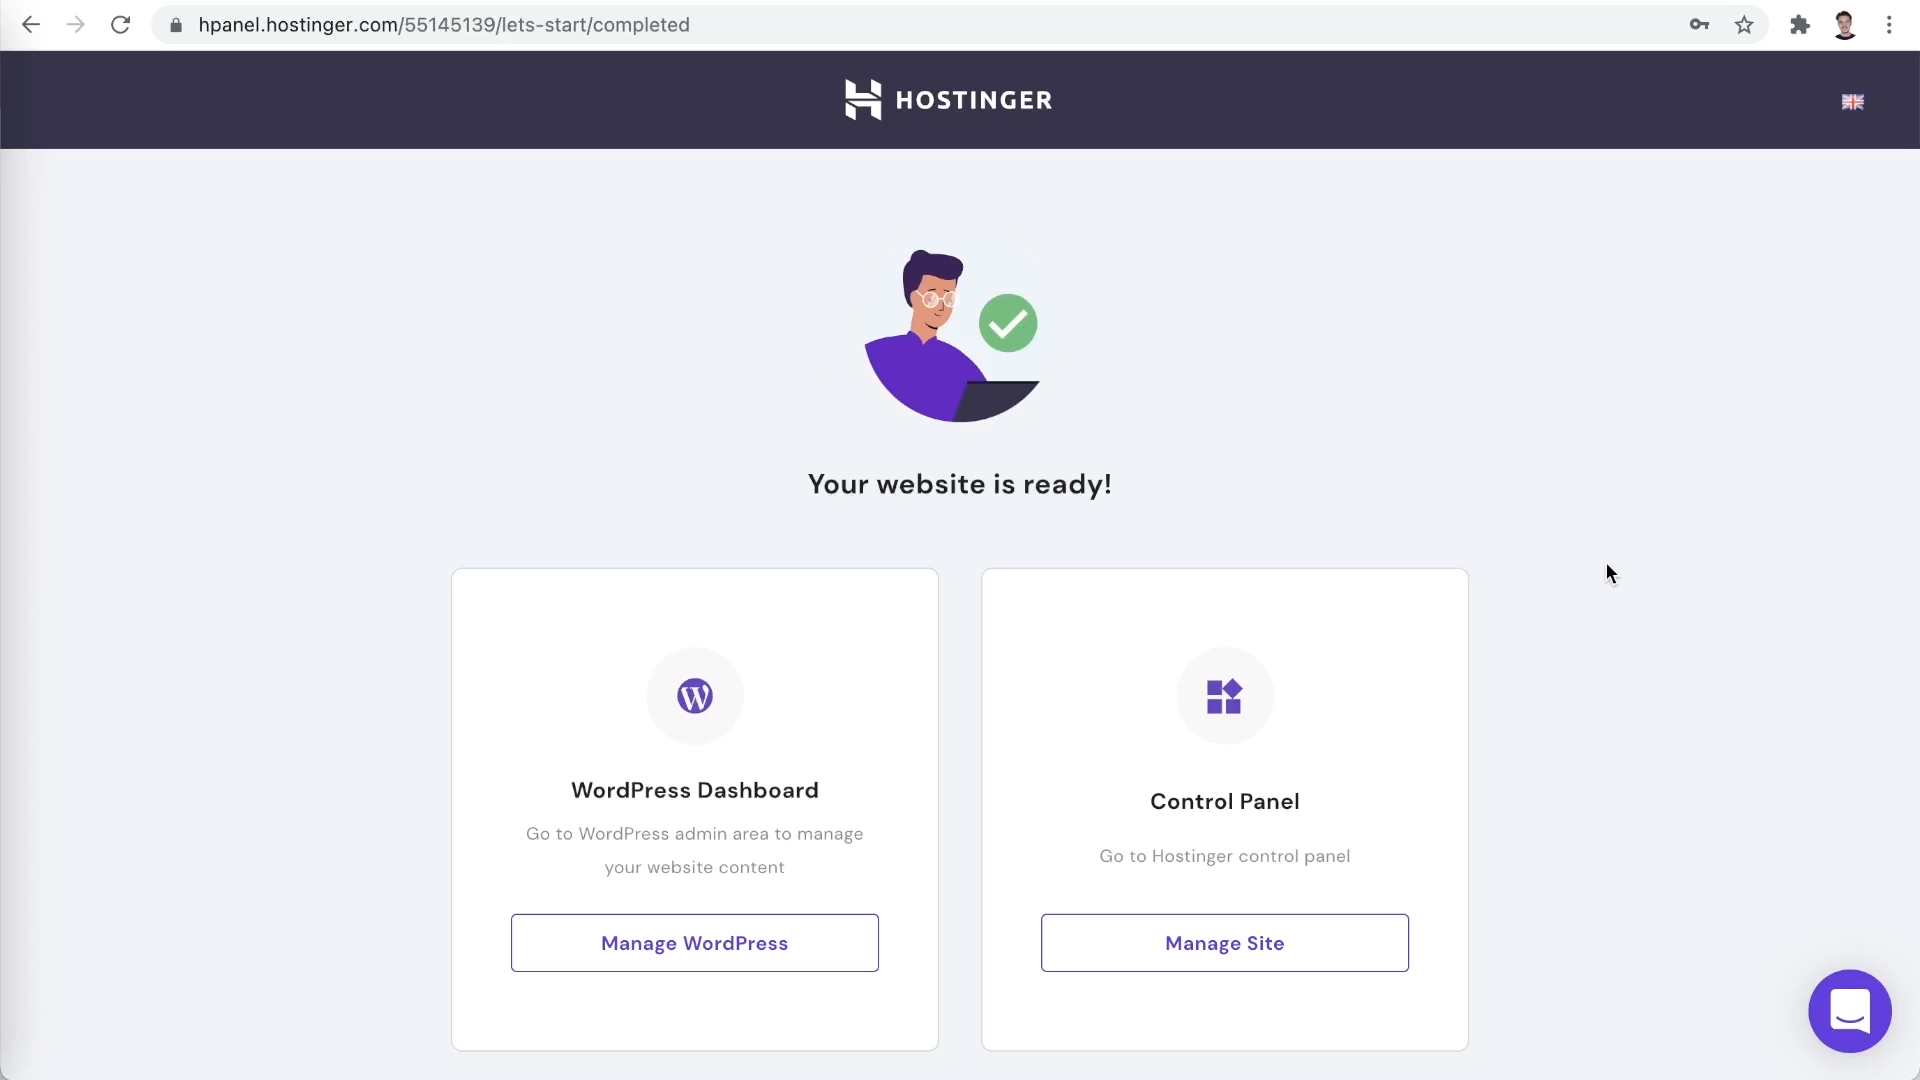 hpanel.hostinger.com/55145139/lets-start/completed
HOSTINGER
Your website is ready!
WordPress Dashboard
Go to WordPress admin area to manage
your website content
Manage WordPress
Control Panel
Go to Hostinger control panel
Manage Site